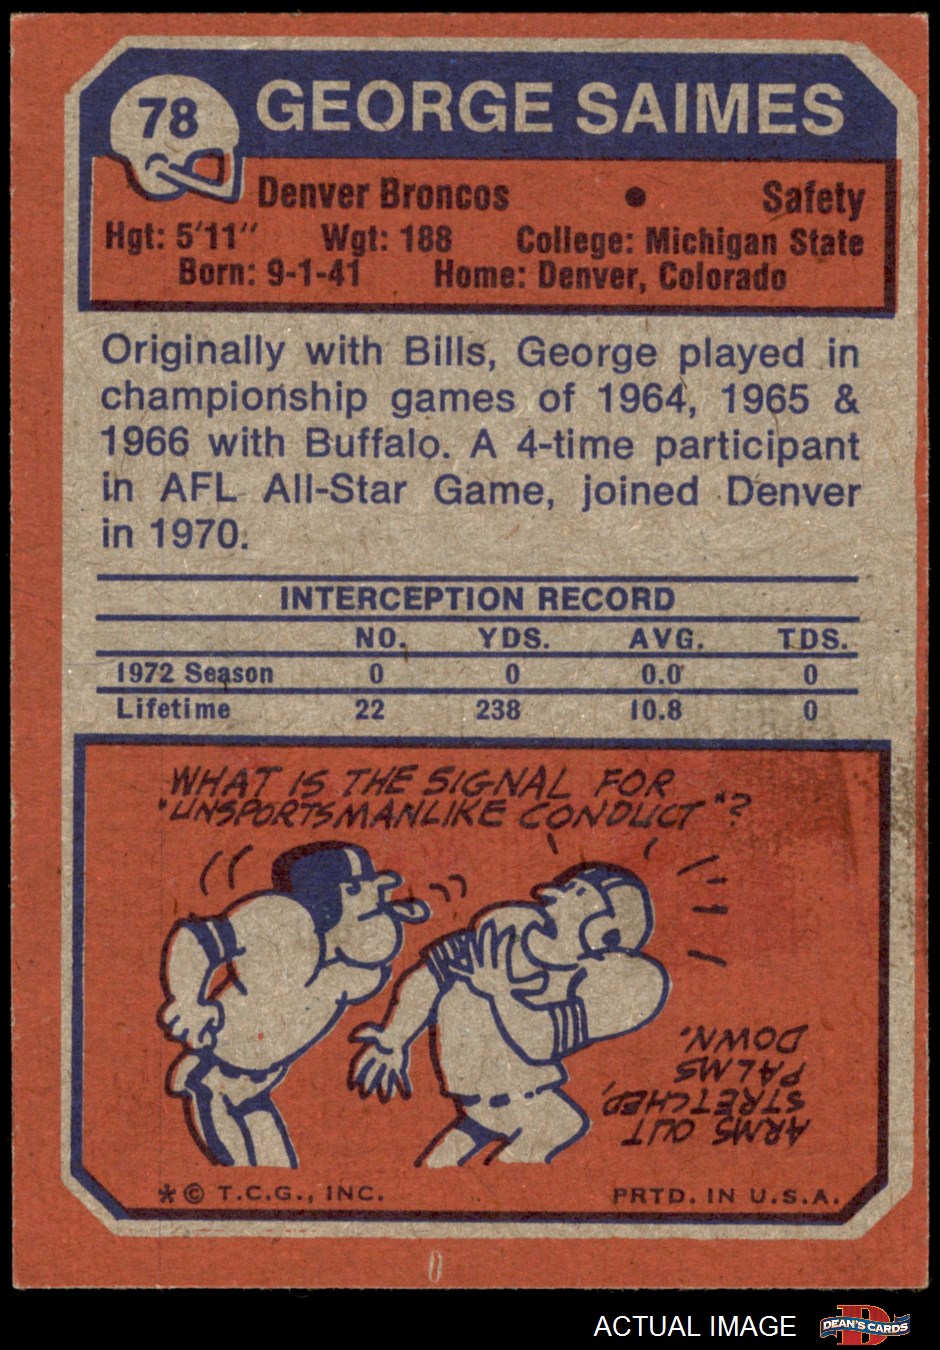 78
GEORGE SAIMES
Denver Broncos • Safety
Hgt: 5'11" Wgt: 188 College: Michigan State
Born: 9-1-41 Home: Denver, Colorado
Originally with Bills, George played in
championship games of 1964, 1965 &
1966 with Buffalo. A 4-time participant
in AFL All-Star Game, joined Denver
in 1970.
INTERCEPTION RECORD
NO. YDS. AVG. TDS.
1972 Season 0 0 0.0 0
Lifetime 22 238 10.8 0
WHAT IS THE SIGNAL FOR
"UNSPORTSMANLIKE CONDUCT"?
ARMS OUT
STRETCHED,
PALMS
DOWN.
* © T.C.G., INC. PRTD. IN U.S.A.
0
ACTUAL IMAGE
D
DEAN'S CARDS